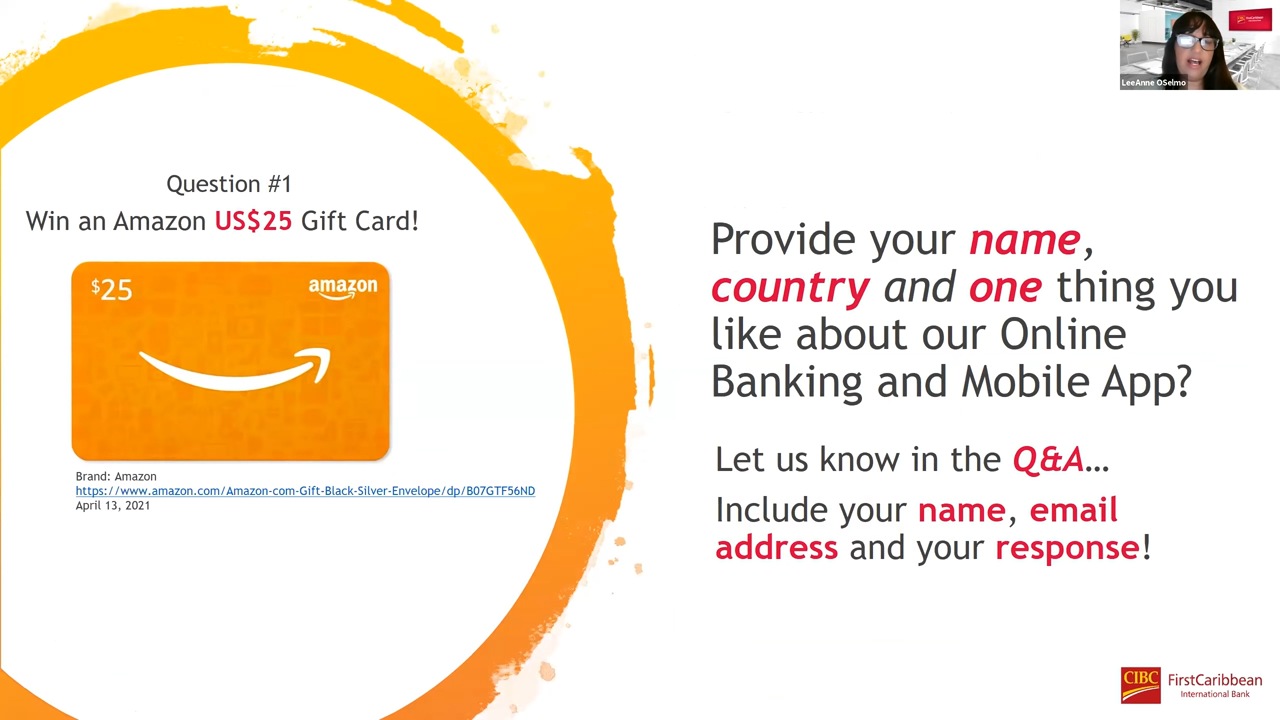 CIBC FirstCaribbean
LeeAnne OSelmo
Question #1
Win an Amazon US$25 Gift Card!
$25
amazon
Brand: Amazon
https://www.amazon.com/Amazon-com-Gift-Black-Silver-Envelope/dp/B07GTF56ND
April 13, 2021
Provide your name,
country and one thing you
like about our Online
Banking and Mobile App?
Let us know in the Q&A...
Include your name, email
address and your response!
CIBC FirstCaribbean
International Bank